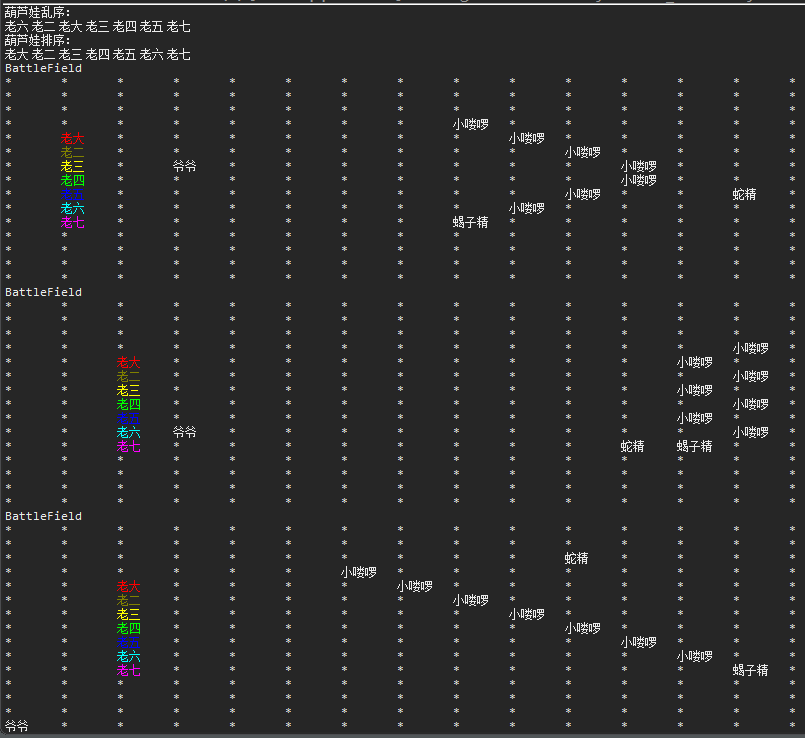 葫芦娃乱序:
老六 老二 老大 老三 老四 老五 老七
葫芦娃排序:
老大 老二 老三 老四 老五 老六 老七
BattleField
* * * * * * * * * * * * * * *
* * * * * * * * * * * * * * *
* * * * * * * * * * * * * * *
* * * * * * * * 小喽啰 * * * * * *
* 老大 * * * * * * * 小喽啰 * * * * *
* 老二 * * * * * * * * 小喽啰 * * * *
* 老三 * 爷爷 * * * * * * * 小喽啰 * * *
* 老四 * * * * * * * * * 小喽啰 * * *
* * * * * * * * * 小喽啰 * * 蛇精 *
* 老六 * * * * * * * 小喽啰 * * * * *
* 老七 * * * * * * 蝎子精 * * * * * *
* * * * * * * * * * * * * * *
* * * * * * * * * * * * * * *
* * * * * * * * * * * * * * *
* * * * * * * * * * * * * * *
BattleField
* * * * * * * * * * * * * * *
* * * * * * * * * * * * * * *
* * * * * * * * * * * * * * *
* * * * * * * * * * * * * 小喽啰 *
* * 老大 * * * * * * * * * 小喽啰 * *
* * 老二 * * * * * * * * * * 小喽啰 *
* * 老三 * * * * * * * * * 小喽啰 * *
* * 老四 * * * * * * * * * * 小喽啰 *
* * * * * * * * * * * 小喽啰 * *
* * 老六 爷爷 * * * * * * * * * 小喽啰 *
* * 老七 * * * * * * * * 蛇精 蝎子精 * *
* * * * * * * * * * * * * * *
* * * * * * * * * * * * * * *
* * * * * * * * * * * * * * *
* * * * * * * * * * * * * * *
BattleField
* * * * * * * * * * * * * * *
* * * * * * * * * * * * * * *
* * * * * * * * * * 蛇精 * * * *
* * * * * * 小喽啰 * * * * * * * *
* * 老大 * * * * 小喽啰 * * * * * * *
* * 老二 * * * * * 小喽啰 * * * * * *
* * 老三 * * * * * * 小喽啰 * * * * *
* * 老四 * * * * * * * 小喽啰 * * * *
* * * * * * * * * * 小喽啰 * * *
* * 老六 * * * * * * * * * 小喽啰 * *
* * 老七 * * * * * * * * * * 蝎子精 *
* * * * * * * * * * * * * * *
* * * * * * * * * * * * * * *
* * * * * * * * * * * * * * *
爷爷 * * * * * * * * * * * * * *